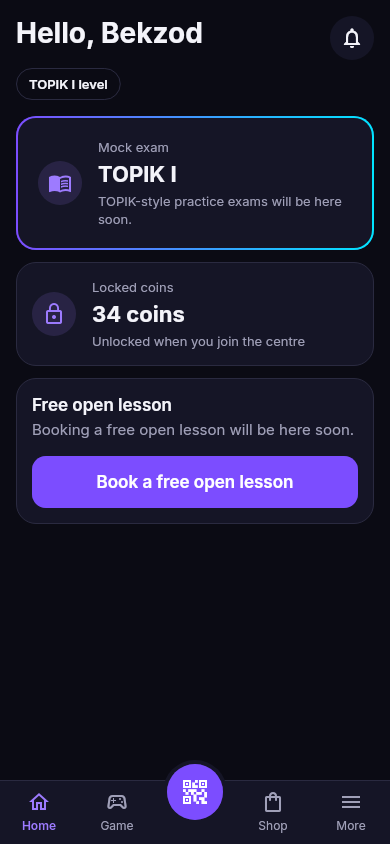 Hello, Bekzod
TOPIK I level
Mock exam
TOPIK I
TOPIK-style practice exams will be here
soon.
Locked coins
34 coins
Unlocked when you join the centre
Free open lesson
Booking a free open lesson will be here soon.
Book a free open lesson
Home
Game
Shop
More